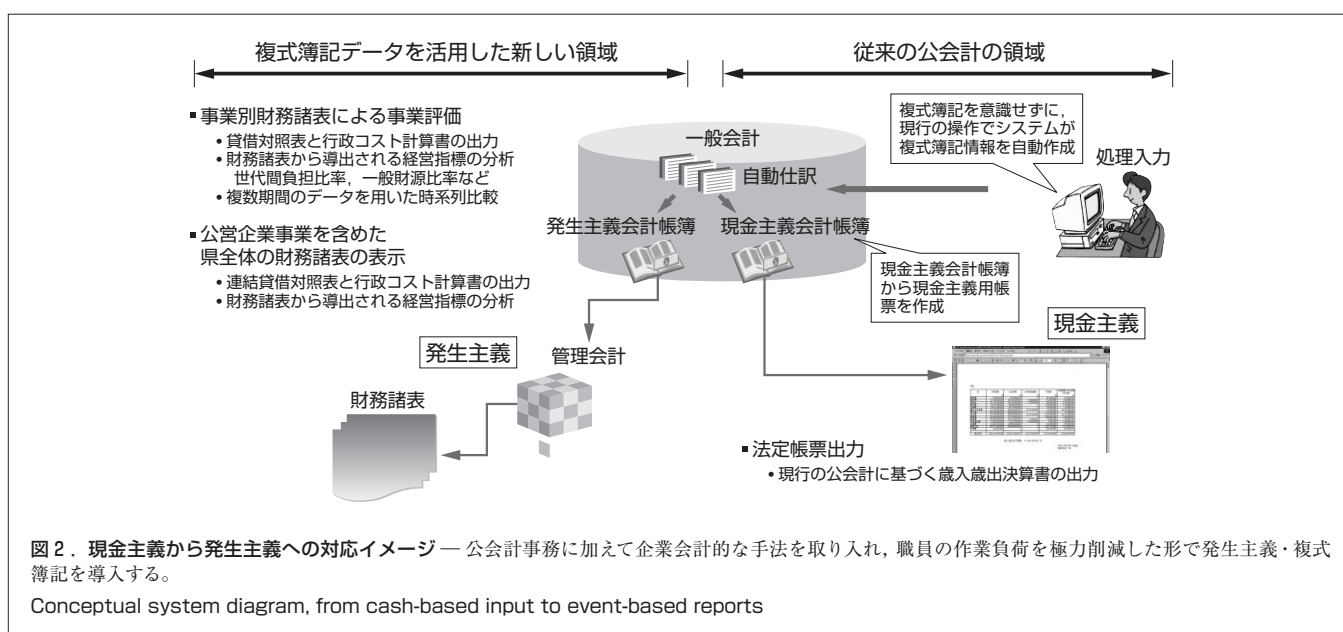 複式簿記データを活用した新しい領域
従来の公会計の領域
▪事業別財務諸表による事業評価
•貸借対照表と行政コスト計算書の出力
•財務諸表から導出される経営指標の分析
世代間負担比率，一般財源比率など
•複数期間のデータを用いた時系列比較
▪公営企業事業を含めた
県全体の財務諸表の表示
•連結貸借対照表と行政コスト計算書の出力
•財務諸表から導出される経営指標の分析
一般会計
自動仕訳
発生主義会計帳簿
現金主義会計帳簿
複式簿記を意識せずに，
現行の操作でシステムが
複式簿記情報を自動作成
処理入力
現金主義会計帳簿
から現金主義用帳
票を作成
発生主義
管理会計
財務諸表
現金主義
▪法定帳票出力
•現行の公会計に基づく歳入歳出決算書の出力
図2．現金主義から発生主義への対応イメージ ― 公会計事務に加えて企業会計的な手法を取り入れ，職員の作業負荷を極力削減した形で発生主義・複式
簿記を導入する。
Conceptual system diagram, from cash-based input to event-based reports